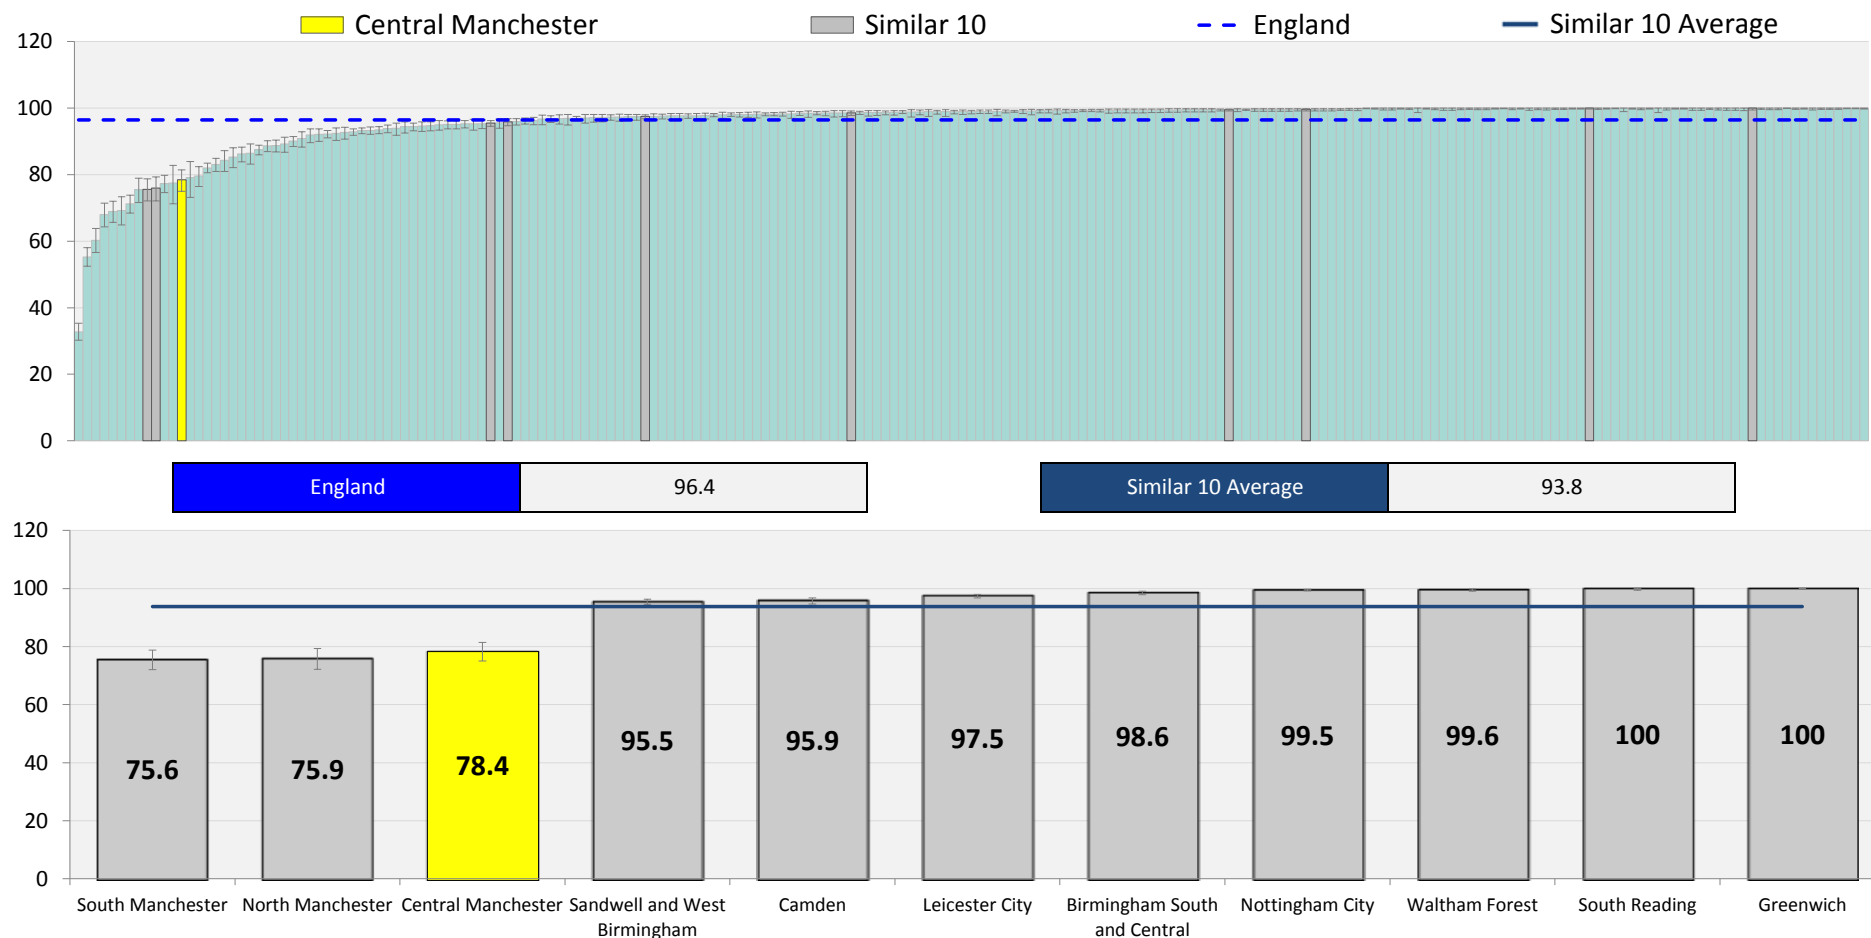 Central Manchester Similar 10 England Similar 10 Average
120
100
80
60
40
20
0
England 96.4 Similar 10 Average 93.8
120
100
80
60
40
20
0
75.6 75.9 78.4 95.5 95.9 97.5 98.6 99.5 99.6 100 100
South Manchester North Manchester Central Manchester Sandwell and West Camden Leicester City Birmingham South Nottingham City Waltham Forest South Reading Greenwich
Birmingham and Central